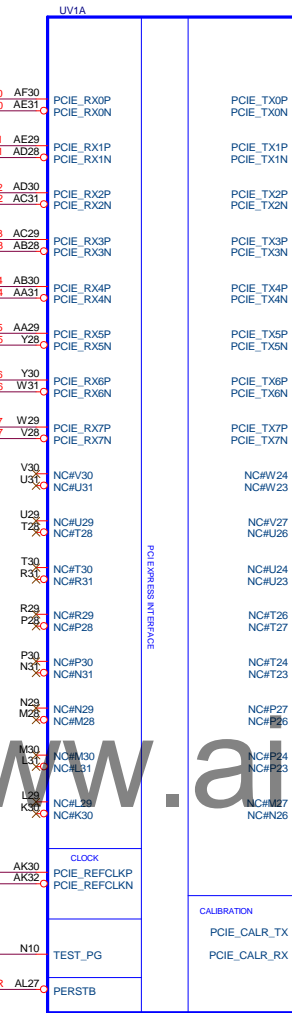 UV1A
AF30 PCIE_RX0P PCIE_TX0P
AE31 PCIE_RX0N PCIE_TX0N
AE29 PCIE_RX1P PCIE_TX1P
AD28 PCIE_RX1N PCIE_TX1N
AD30 PCIE_RX2P PCIE_TX2P
AC31 PCIE_RX2N PCIE_TX2N
AC29 PCIE_RX3P PCIE_TX3P
AB28 PCIE_RX3N PCIE_TX3N
AB30 PCIE_RX4P PCIE_TX4P
AA31 PCIE_RX4N PCIE_TX4N
AA29 PCIE_RX5P PCIE_TX5P
Y28 PCIE_RX5N PCIE_TX5N
Y30 PCIE_RX6P PCIE_TX6P
W31 PCIE_RX6N PCIE_TX6N
W29 PCIE_RX7P PCIE_TX7P
V28 PCIE_RX7N PCIE_TX7N
V30 NC#V30 NC#W24
U31 NC#U31 NC#W23
U29 NC#U29 NC#V27
T28 NC#T28 NC#U26
T30 NC#T30 NC#U24
R31 NC#R31 NC#U23
PCI EXPRESS INTERFACE
R29 NC#R29 NC#T26
P28 NC#P28 NC#T27
P30 NC#P30 NC#T24
N31 NC#N31 NC#T23
N29 NC#N29 NC#P27
M28 NC#M28 NC#P26
M30 NC#M30 NC#P24
L31 NC#L31 NC#P23
www.ai
L29 NC#L29 NC#M27
K30 NC#K30 NC#N26
CLOCK
AK30 PCIE_REFCLKP
AK32 PCIE_REFCLKN
CALIBRATION
PCIE_CALR_TX
N10 TEST_PG PCIE_CALR_RX
AL27 PERSTB